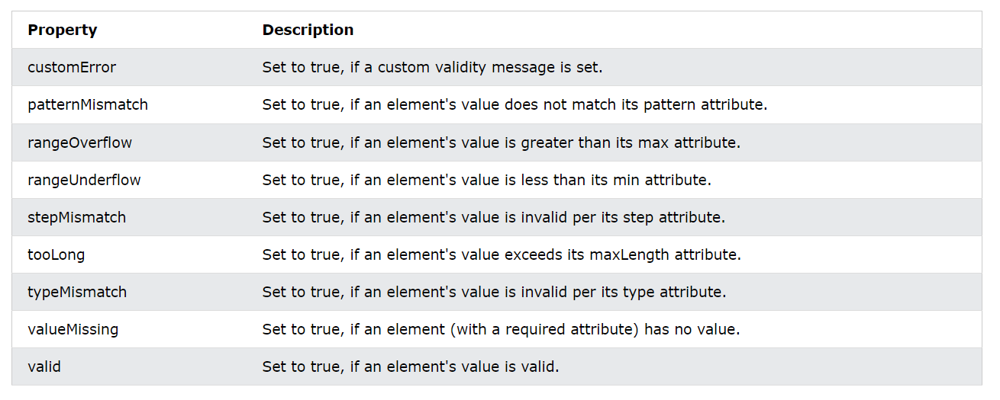 Property Description
customError Set to true, if a custom validity message is set.
patternMismatch Set to true, if an element's value does not match its pattern attribute.
rangeOverflow Set to true, if an element's value is greater than its max attribute.
rangeUnderflow Set to true, if an element's value is less than its min attribute.
stepMismatch Set to true, if an element's value is invalid per its step attribute.
tooLong Set to true, if an element's value exceeds its maxLength attribute.
typeMismatch Set to true, if an element's value is invalid per its type attribute.
valueMissing Set to true, if an element (with a required attribute) has no value.
valid Set to true, if an element's value is valid.